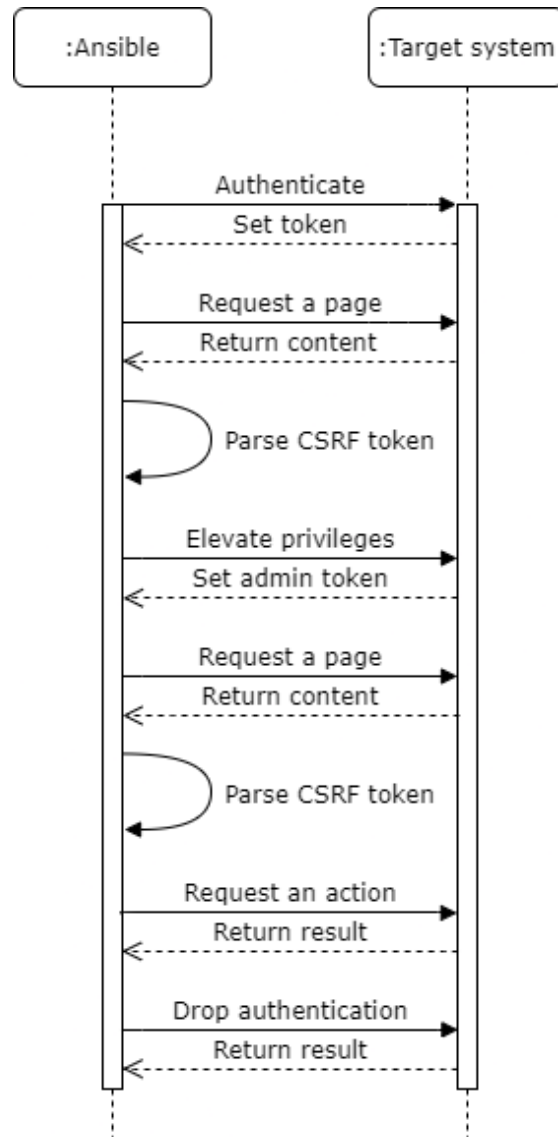 :Ansible
:Target system
Authenticate
Set token
Request a page
Return content
Parse CSRF token
Elevate privileges
Set admin token
Request a page
Return content
Parse CSRF token
Request an action
Return result
Drop authentication
Return result